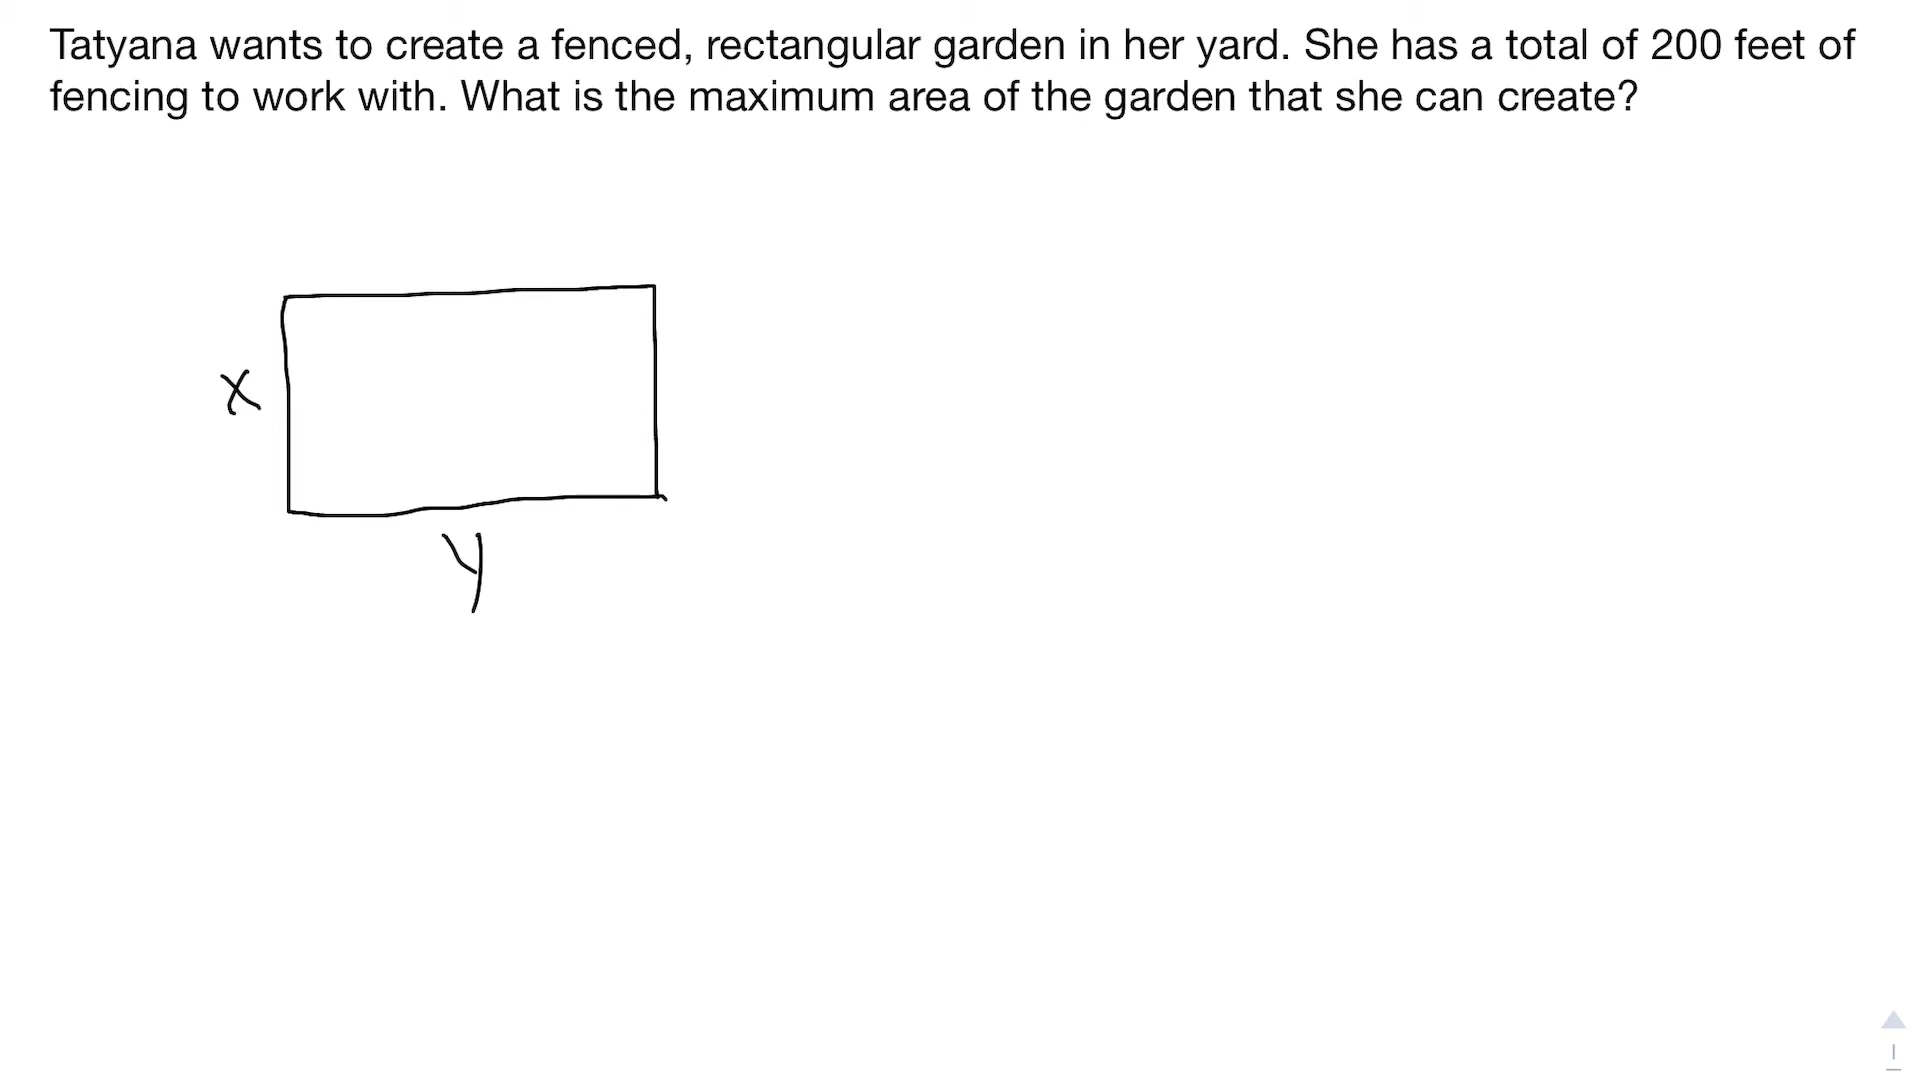 Tatyana wants to create a fenced, rectangular garden in her yard. She has a total of 200 feet of
fencing to work with. What is the maximum area of the garden that she can create?
x
y